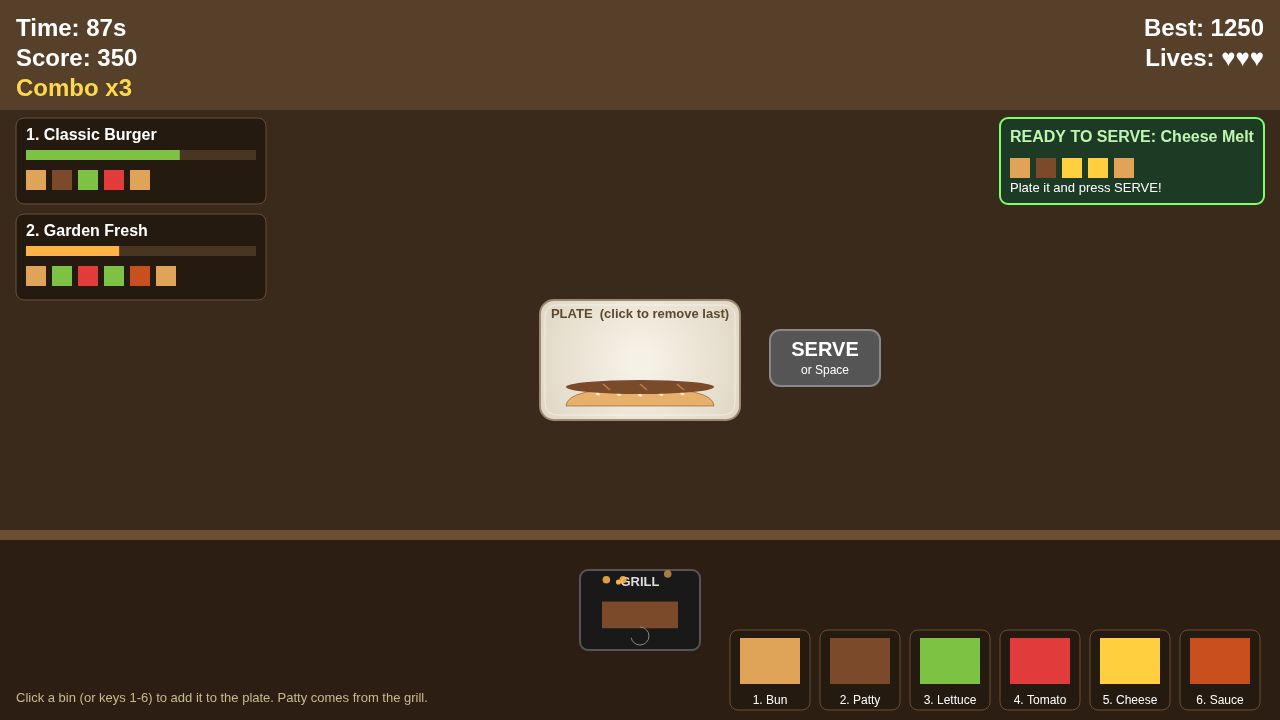 Time: 87s
Score: 350
Combo x3
Best: 1250
Lives: ♥♥♥
1. Classic Burger
2. Garden Fresh
READY TO SERVE: Cheese Melt
Plate it and press SERVE!
PLATE (click to remove last)
SERVE
or Space
GRILL
1. Bun
2. Patty
3. Lettuce
4. Tomato
5. Cheese
6. Sauce
Click a bin (or keys 1-6) to add it to the plate. Patty comes from the grill.